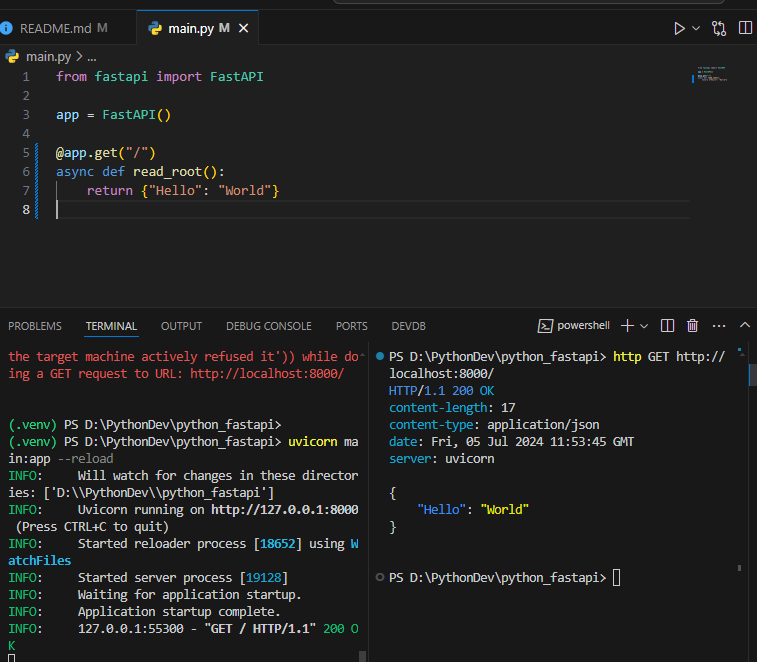 README.md M
main.py M
main.py > ...
1 from fastapi import FastAPI
2
3 app = FastAPI()
4
5 @app.get("/")
6 async def read_root():
7     return {"Hello": "World"}
8
PROBLEMS TERMINAL OUTPUT DEBUG CONSOLE PORTS DEVDB
powershell
the target machine actively refused it')) while do
ing a GET request to URL: http://localhost:8000/
(.venv) PS D:\PythonDev\python_fastapi>
(.venv) PS D:\PythonDev\python_fastapi> uvicorn ma
in:app --reload
INFO:     Will watch for changes in these director
ies: ['D:\\PythonDev\\python_fastapi']
INFO:     Uvicorn running on http://127.0.0.1:8000
 (Press CTRL+C to quit)
INFO:     Started reloader process [18652] using W
atchFiles
INFO:     Started server process [19128]
INFO:     Waiting for application startup.
INFO:     Application startup complete.
INFO:     127.0.0.1:55300 - "GET / HTTP/1.1" 200 O
K
PS D:\PythonDev\python_fastapi> http GET http://
localhost:8000/
HTTP/1.1 200 OK
content-length: 17
content-type: application/json
date: Fri, 05 Jul 2024 11:53:45 GMT
server: uvicorn
{
    "Hello": "World"
}
PS D:\PythonDev\python_fastapi>